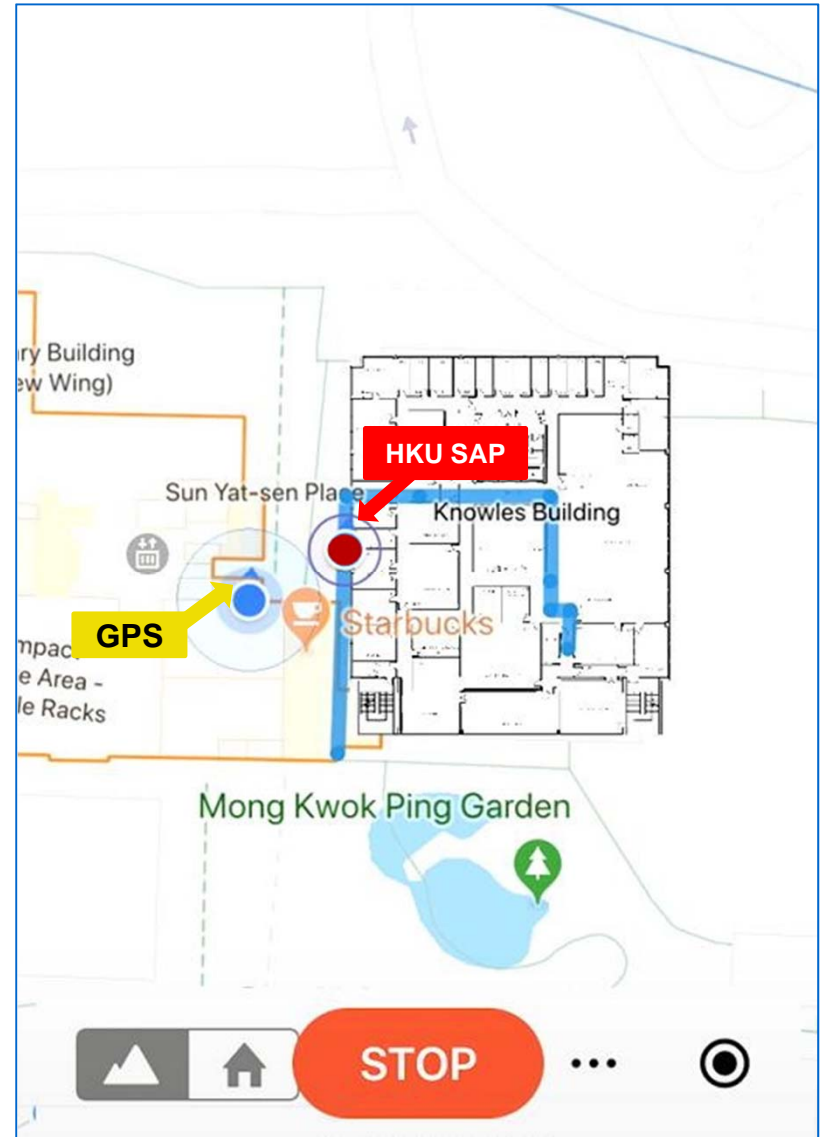 ry Building
ew Wing)
HKU SAP
Sun Yat-sen Place
Knowles Building
GPS
Starbucks
mpac
e Area -
le Racks
Mong Kwok Ping Garden
STOP